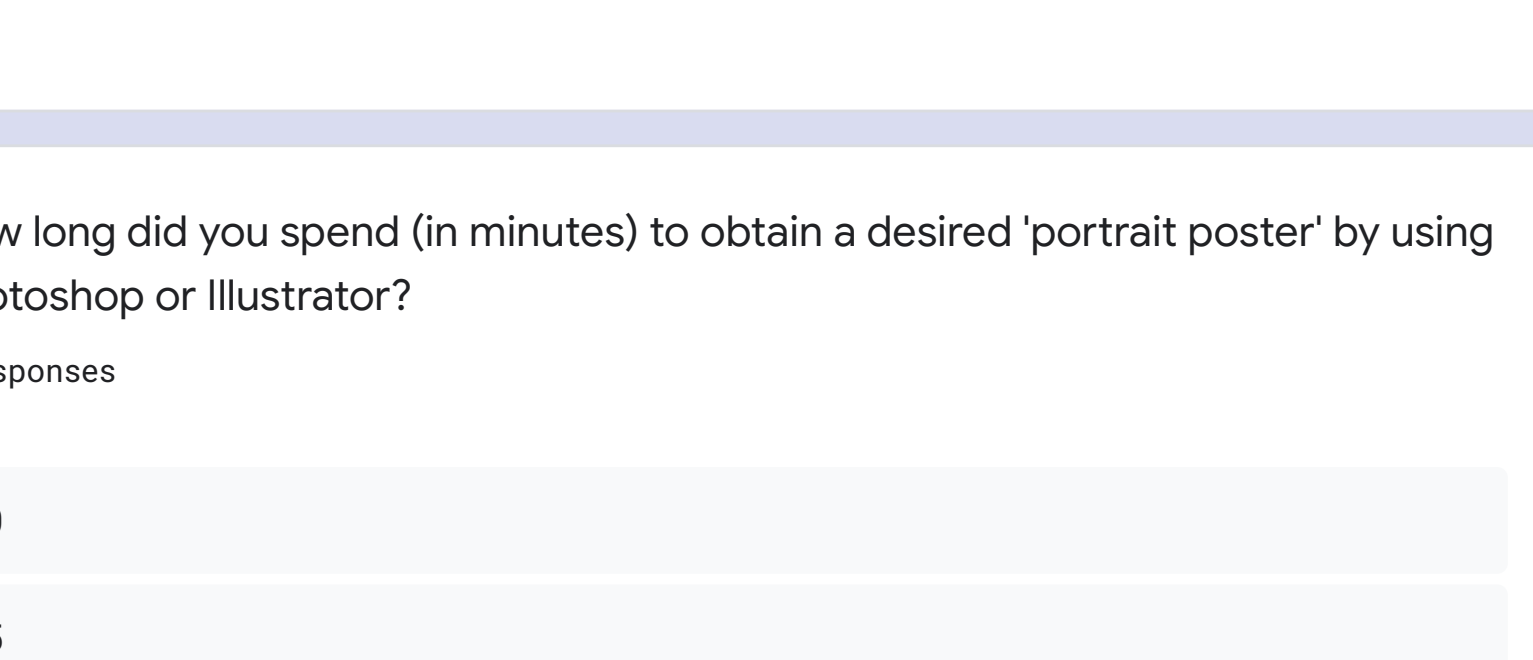 w long did you spend (in minutes) to obtain a desired 'portrait poster' by using
otoshop or Illustrator?
sponses